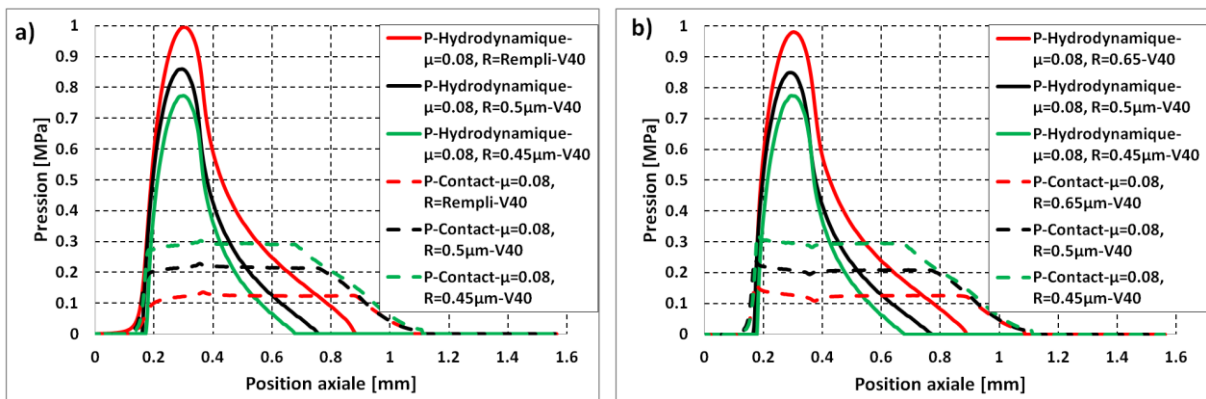 a)
Pression [MPa]
1
0.9
0.8
0.7
0.6
0.5
0.4
0.3
0.2
0.1
0
0 0.2 0.4 0.6 0.8 1 1.2 1.4 1.6
Position axiale [mm]
P-Hydrodynamique-
μ=0.08, R=Rempli-V40
P-Hydrodynamique-
μ=0.08, R=0.5μm-V40
P-Hydrodynamique-
μ=0.08, R=0.45μm-V40
P-Contact-μ=0.08,
R=Rempli-V40
P-Contact-μ=0.08,
R=0.5μm-V40
P-Contact-μ=0.08,
R=0.45μm-V40
b)
Pression [MPa]
1
0.9
0.8
0.7
0.6
0.5
0.4
0.3
0.2
0.1
0
0 0.2 0.4 0.6 0.8 1 1.2 1.4 1.6
Position axiale [mm]
P-Hydrodynamique-
μ=0.08, R=0.65-V40
P-Hydrodynamique-
μ=0.08, R=0.5μm-V40
P-Hydrodynamique-
μ=0.08, R=0.45μm-V40
P-Contact-μ=0.08,
R=0.65μm-V40
P-Contact-μ=0.08,
R=0.5μm-V40
P-Contact-μ=0.08,
R=0.45μm-V40